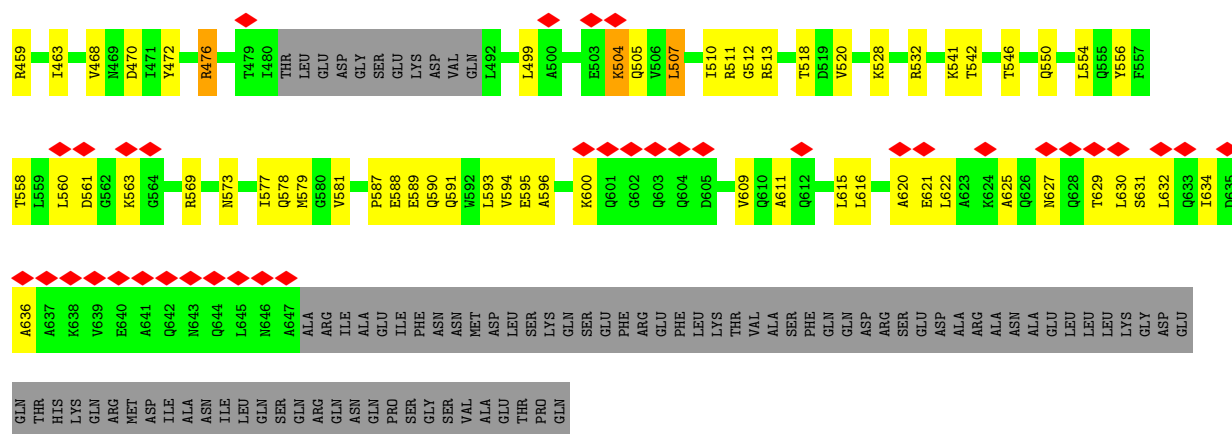 R459 I463 V468 N469 D470 I471 Y472 R476 T479 I480 THR LEU GLU ASP GLY SER GLU LYS ASP VAL GLN L492 L499 A500 E503 K504 Q505 V506 L507 I510 R511 G512 R513 T518 D519 V520 K528 R532 K541 T542 T546 Q550 L554 Q555 Y556 F557
T558 L559 L560 D561 G562 K563 G564 R569 N573 I577 Q578 M579 G580 V581 P587 E588 E589 Q590 Q591 W592 L593 V594 E595 A596 K600 Q601 G602 Q603 Q604 D605 V609 Q610 A611 Q612 L615 L616 A620 E621 L622 A623 K624 A625 Q626 N627 Q628 T629 L630 S631 L632 Q633 I634 D635
A636 A637 K638 V639 E640 A641 Q642 N643 Q644 L645 N646 A647 ALA ARG ILE ALA GLU ILE PHE ASN ASN MET ASP LEU SER LYS GLN SER GLU PHE ARG GLU PHE LEU LYS THR VAL ALA SER PHE GLN GLN ASP ARG SER GLU ASP ALA ARG ALA ASN ALA GLU LEU LEU LEU LYS GLY ASP GLU
GLN THR HIS LYS GLN ARG MET ASP ILE ALA ASN ILE LEU GLN SER GLN ARG GLN ASN GLN PRO SER GLY SER VAL ALA GLU THR PRO GLN